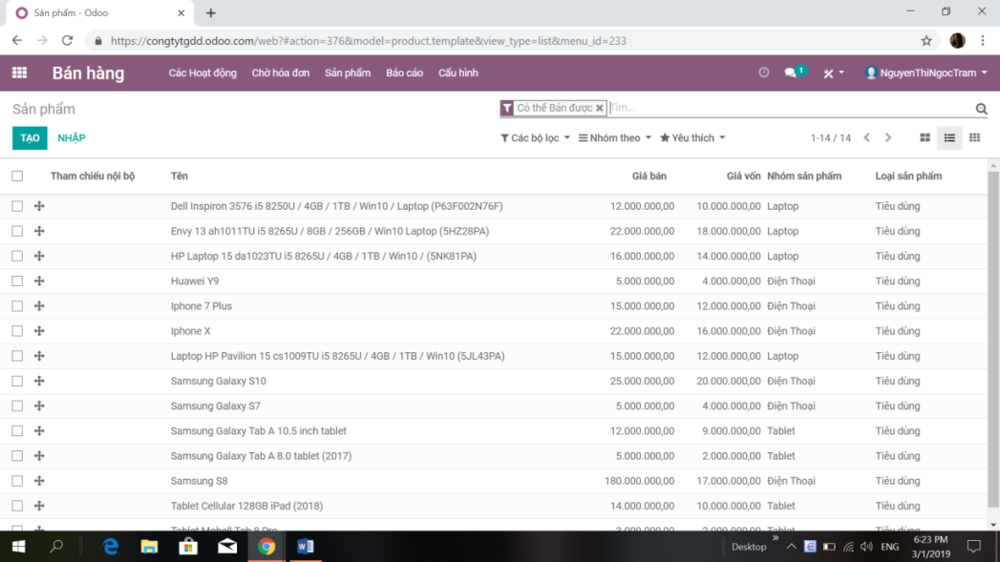 Sản phẩm - Odoo
https://congtytgdd.odoo.com/web?#action=376&model=product.template&view_type=list&menu_id=233
Bán hàng Các Hoạt động Chờ hóa đơn Sản phẩm Báo cáo Cấu hình 1 NguyenThiNgocTram
Sản phẩm Có thể Bán được Tìm...
TẠO NHẬP Các bộ lọc Nhóm theo Yêu thích 1-14 / 14
Tham chiếu nội bộ Tên Giá bán Giá vốn Nhóm sản phẩm Loại sản phẩm
Dell Inspiron 3576 i5 8250U / 4GB / 1TB / Win10 / Laptop (P63F002N76F) 12.000.000,00 10.000.000,00 Laptop Tiêu dùng
Envy 13 ah1011TU i5 8265U / 8GB / 256GB / Win10 Laptop (5HZ28PA) 22.000.000,00 18.000.000,00 Laptop Tiêu dùng
HP Laptop 15 da1023TU i5 8265U / 4GB / 1TB / Win10 / (5NK81PA) 16.000.000,00 14.000.000,00 Laptop Tiêu dùng
Huawei Y9 5.000.000,00 4.000.000,00 Điện Thoại Tiêu dùng
Iphone 7 Plus 15.000.000,00 12.000.000,00 Điện Thoại Tiêu dùng
Iphone X 22.000.000,00 16.000.000,00 Điện Thoại Tiêu dùng
Laptop HP Pavilion 15 cs1009TU i5 8265U / 4GB / 1TB / Win10 (5JL43PA) 15.000.000,00 12.000.000,00 Laptop Tiêu dùng
Samsung Galaxy S10 25.000.000,00 20.000.000,00 Điện Thoại Tiêu dùng
Samsung Galaxy S7 5.000.000,00 4.000.000,00 Điện Thoại Tiêu dùng
Samsung Galaxy Tab A 10.5 inch tablet 12.000.000,00 9.000.000,00 Tablet Tiêu dùng
Samsung Galaxy Tab A 8.0 tablet (2017) 5.000.000,00 2.000.000,00 Tablet Tiêu dùng
Samsung S8 180.000.000,00 17.000.000,00 Điện Thoại Tiêu dùng
Tablet Cellular 128GB iPad (2018) 14.000.000,00 10.000.000,00 Tablet Tiêu dùng
Tablet Mobell Tab 8 Pro 3.000.000,00 2.000.000,00 Tablet Tiêu dùng
Desktop ENG 6:23 PM
3/1/2019